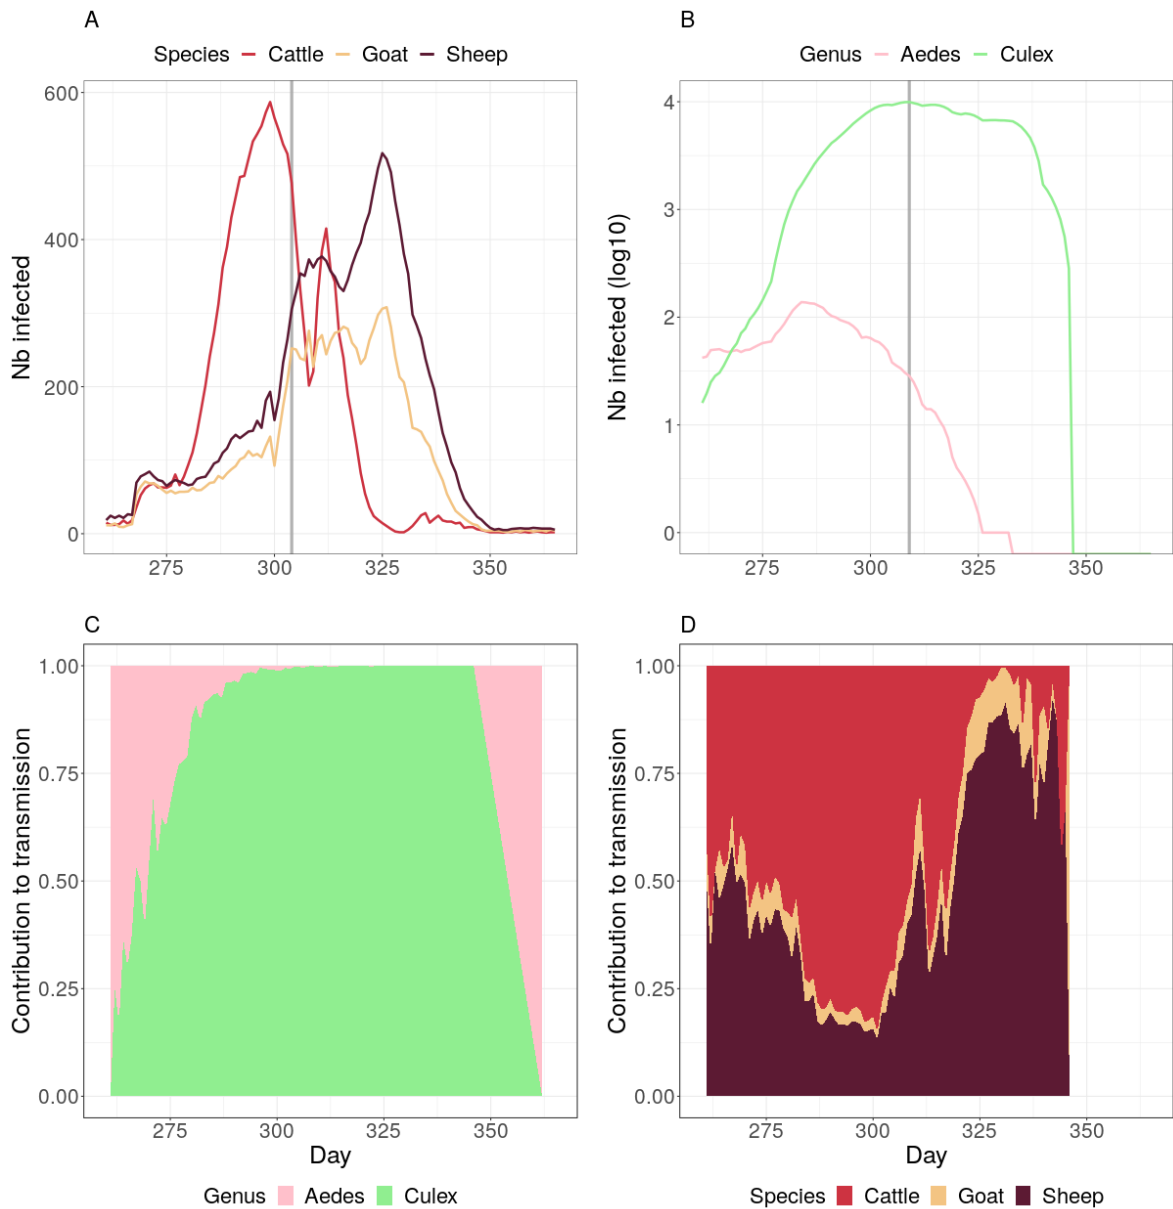 A
Species Cattle Goat Sheep
Nb infected
600
400
200
0
275 300 325 350
B
Genus Aedes Culex
Nb infected (log10)
4
3
2
1
0
275 300 325 350
C
Contribution to transmission
1.00
0.75
0.50
0.25
0.00
275 300 325 350
Day
Genus Aedes Culex
D
Contribution to transmission
1.00
0.75
0.50
0.25
0.00
275 300 325 350
Day
Species Cattle Goat Sheep